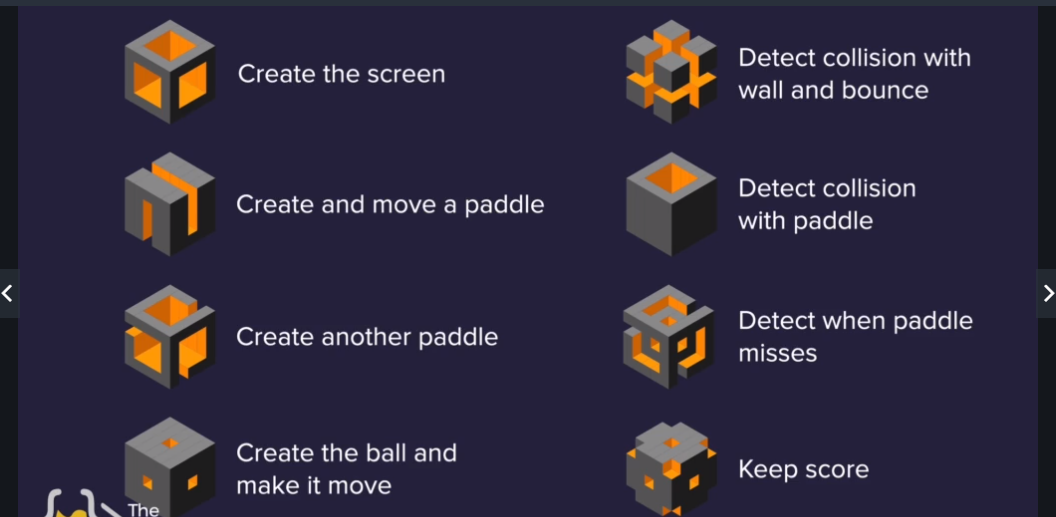 Create the screen
Create and move a paddle
Create another paddle
Create the ball and
make it move
Detect collision with
wall and bounce
Detect collision
with paddle
Detect when paddle
misses
Keep score
The